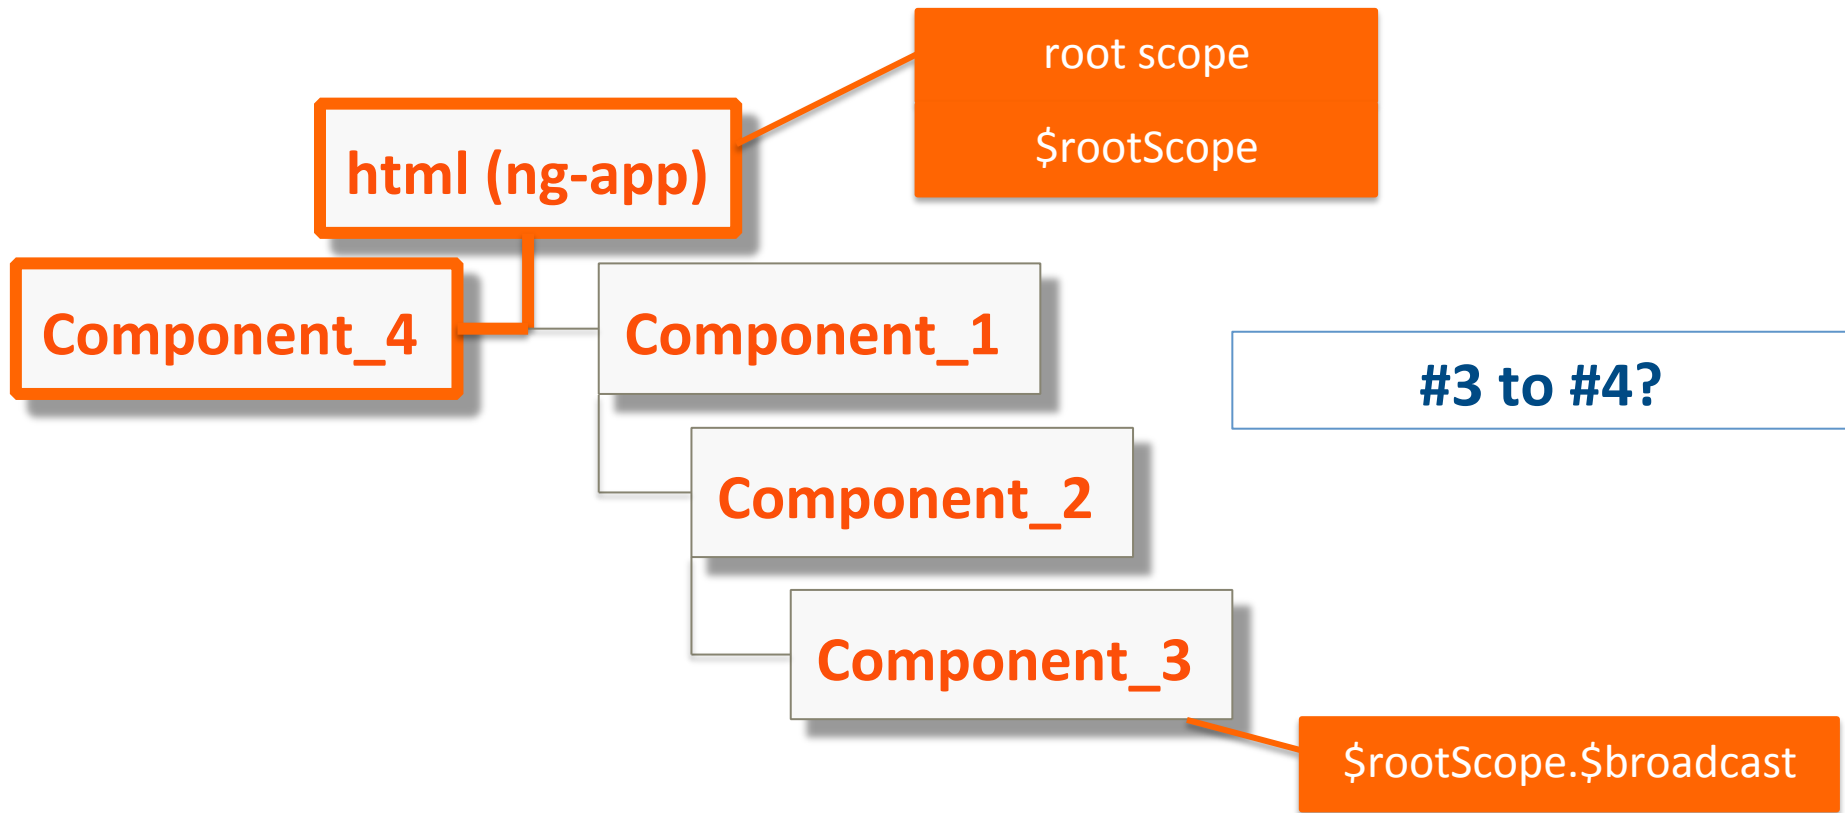 root scope
$rootScope
html (ng-app)
Component_4
Component_1
#3 to #4?
Component_2
Component_3
$rootScope.$broadcast